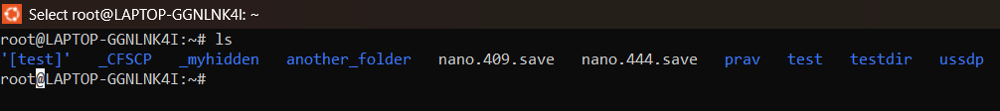 Select root@LAPTOP-GGNLNK4I: ~
root@LAPTOP-GGNLNK4I:~# ls
'[test]' _CFSCP _myhidden another_folder nano.409.save nano.444.save prav test testdir ussdp
root@LAPTOP-GGNLNK4I:~#